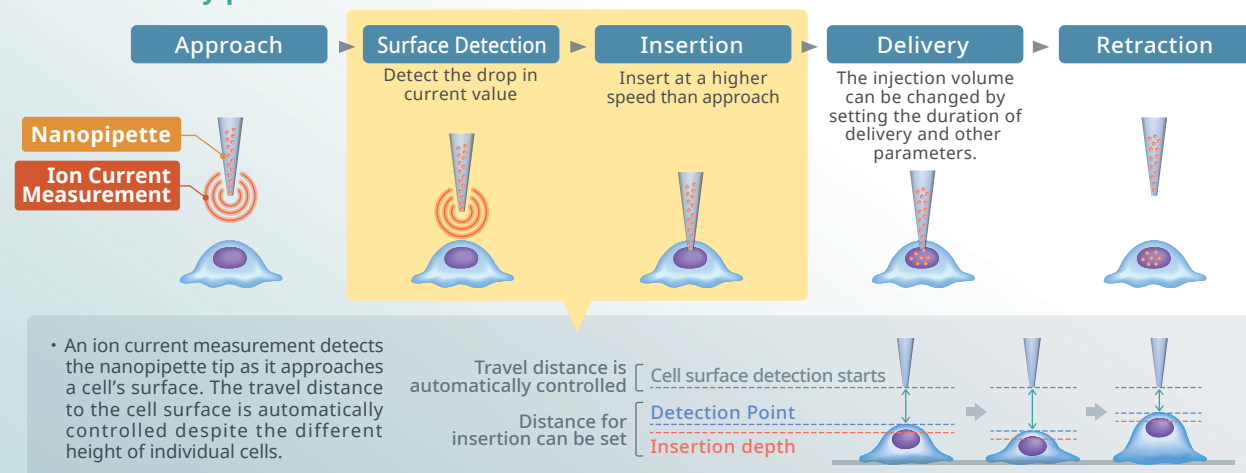 Approach
Surface Detection
Insertion
Delivery
Retraction
Detect the drop in
current value
Insert at a higher
speed than approach
The injection volume
can be changed by
setting the duration of
delivery and other
parameters.
Nanopipette
Ion Current
Measurement
・An ion current measurement detects
the nanopipette tip as it approaches
a cell's surface. The travel distance
to the cell surface is automatically
controlled despite the different
height of individual cells.
Travel distance is
automatically controlled
Cell surface detection starts
Distance for
insertion can be set
Detection Point
Insertion depth